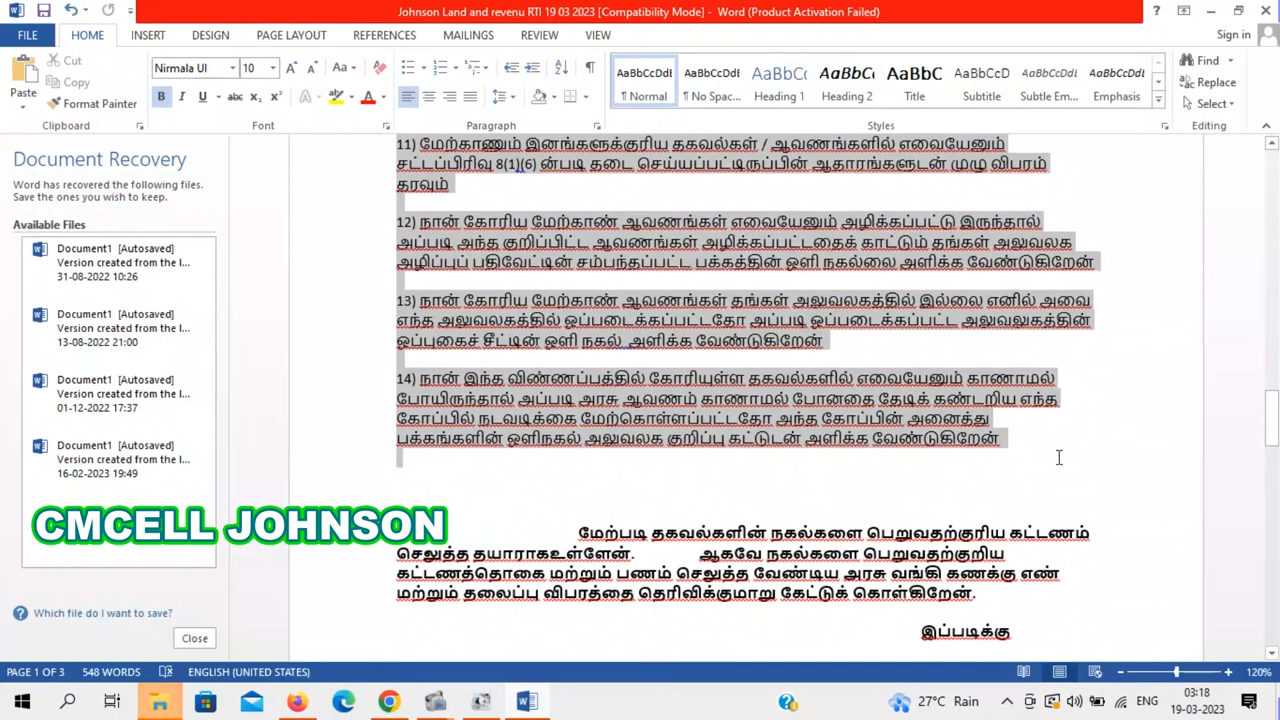 Johnson Land and revenu RTI 19 03 2023 [Compatibility Mode] - Word (Product Activation Failed)
FILE HOME INSERT DESIGN PAGE LAYOUT REFERENCES MAILINGS REVIEW VIEW Sign in
Paste Cut
Copy
Format Painter
Nirmala UI 10
AaBbCcDdI AaBbCcDdI AaBbCc AaBbCc AaBbC AaBbCcD AaBbCcDdI AaBbCcDdI
¶ Normal ¶ No Spac... Heading 1 Heading 2 Title Subtitle Subtle Em... Emphasis
Find
Replace
Select
Clipboard Font Paragraph Styles Editing
Document Recovery
Word has recovered the following files.
Save the ones you wish to keep.
Available Files
Document1 [Autosaved]
Version created from the l...
31-08-2022 10:26
Document1 [Autosaved]
Version created from the l...
13-08-2022 21:00
Document1 [Autosaved]
Version created from the l...
01-12-2022 17:37
Document1 [Autosaved]
Version created from the l...
16-02-2023 19:49
Which file do I want to save?
Close
11) மேற்காணும் இனங்களுக்குரிய தகவல்கள் / ஆவணங்களில் எவையேனும்
சட்டப்பிரிவு 8(1)(6) ன்படி தடை செய்யப்பட்டிருப்பின் ஆதாரங்களுடன் முழு விபரம்
தரவும்
12) நான் கோரிய மேற்காண் ஆவணங்கள் எவையேனும் அழிக்கப்பட்டு இருந்தால்
அப்படி அந்த குறிப்பிட்ட ஆவணங்கள் அழிக்கப்பட்டதைக் காட்டும் தங்கள் அலுவலக
அழிப்புப் பதிவேட்டின் சம்பந்தப்பட்ட பக்கத்தின் ஒளி நகல்லை அளிக்க வேண்டுகிறேன்
13) நான் கோரிய மேற்காண் ஆவணங்கள் தங்கள் அலுவலகத்தில் இல்லை எனில் அவை
எந்த அலுவலகத்தில் ஒப்படைக்கப்பட்டதோ அப்படி ஒப்படைக்கப்பட்ட அலுவலுகத்தின்
ஒப்புகைச் சீட்டின் ஒளி நகல் அளிக்க வேண்டுகிறேன்
14) நான் இந்த விண்ணப்பத்தில் கோரியுள்ள தகவல்களில் எவையேனும் காணாமல்
போயிருந்தால் அப்படி அரசு ஆவணம் காணாமல் போனதை தேடிக் கண்டறிய எந்த
கோப்பில் நடவடிக்கை மேற்கொள்ளப்பட்டதோ அந்த கோப்பின் அனைத்து
பக்கங்களின் ஒளிநகல் அலுவலக குறிப்பு கட்டுடன் அளிக்க வேண்டுகிறேன்
மேற்படி தகவல்களின் நகல்களை பெறுவதற்குரிய கட்டணம்
செலுத்த தயாராகஉள்ளேன். ஆகவே நகல்களை பெறுவதற்குறிய
கட்டணத்தொகை மற்றும் பணம் செலுத்த வேண்டிய அரசு வங்கி கணக்கு எண்
மற்றும் தலைப்பு விபரத்தை தெரிவிக்குமாறு கேட்டுக் கொள்கிறேன்.
இப்படிக்கு
CMCELL JOHNSON
PAGE 1 OF 3 548 WORDS ENGLISH (UNITED STATES) 120%
27°C Rain ENG 03:18
19-03-2023